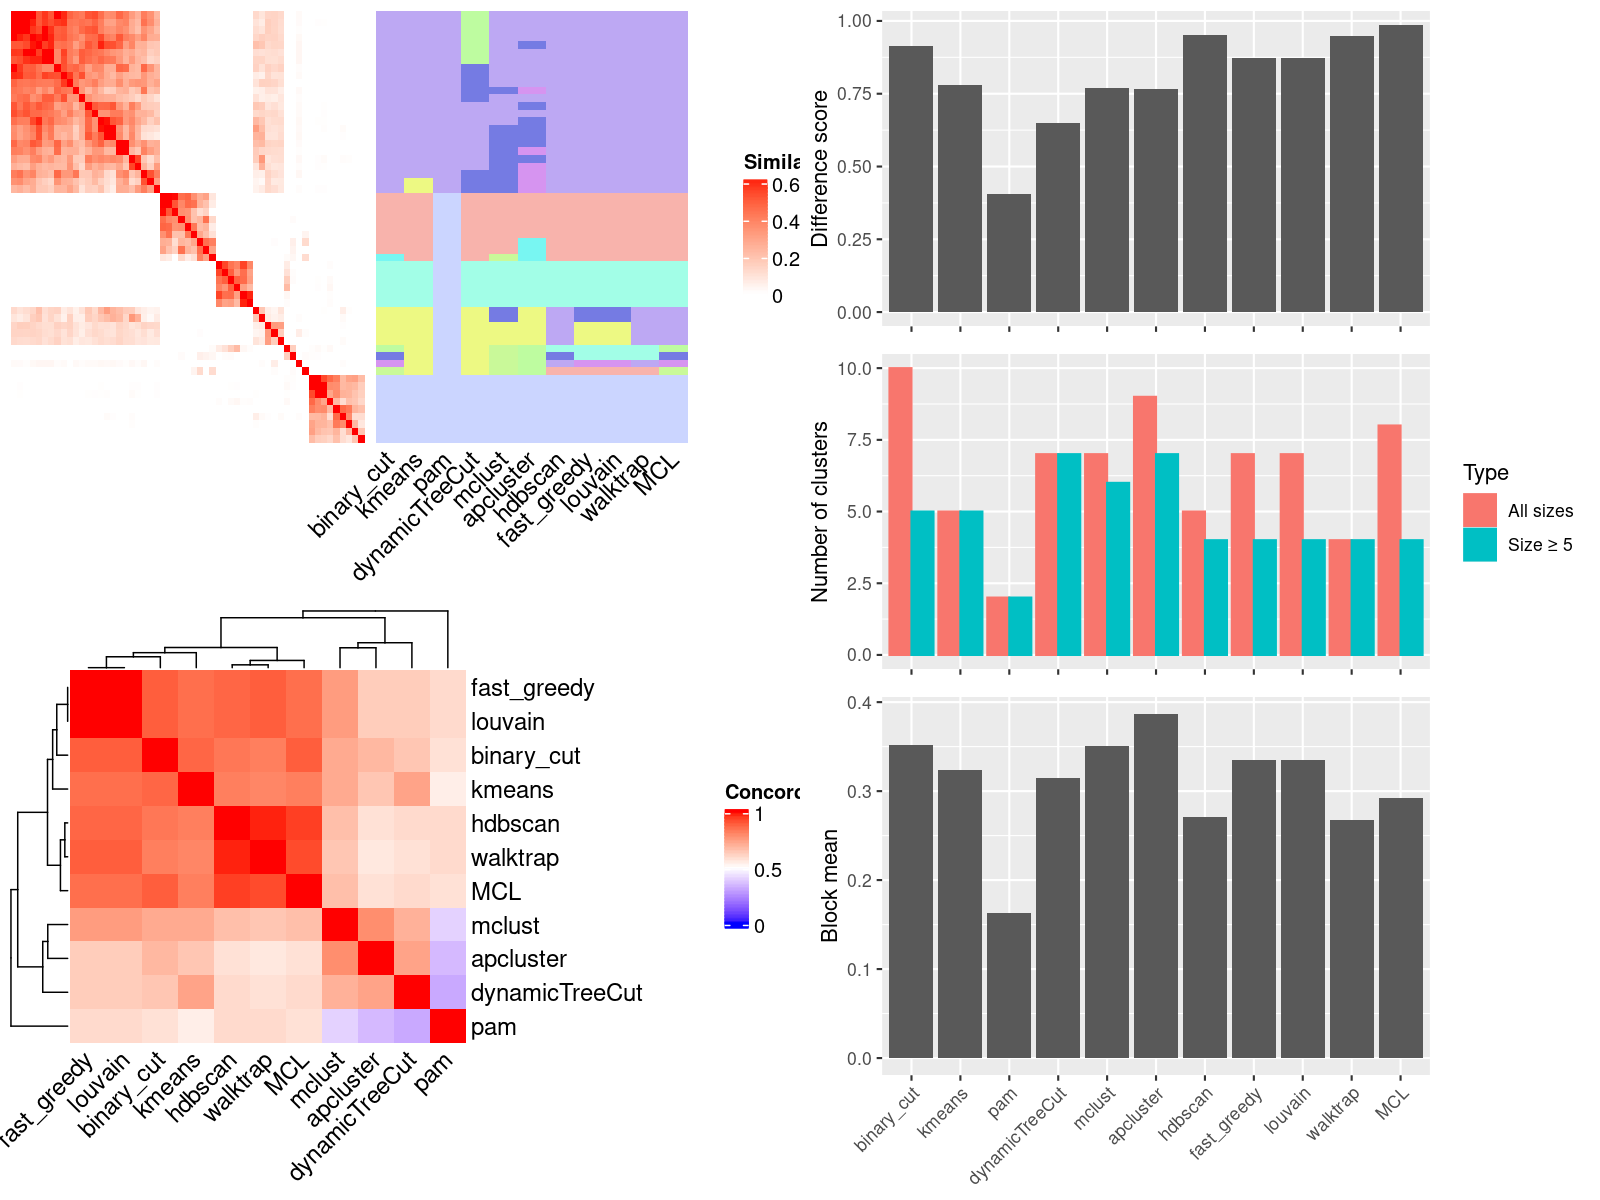 Simila
0.6
0.4
0.2
0
binary_cut
kmeans
pam
dynamicTreeCut
mclust
apcluster
hdbscan
fast_greedy
louvain
walktrap
MCL
fast_greedy
louvain
binary_cut
kmeans
hdbscan
walktrap
MCL
mclust
apcluster
dynamicTreeCut
pam
fast_greedy
louvain
binary_cut
kmeans
hdbscan
walktrap
MCL
mclust
apcluster
dynamicTreeCut
pam
Concord
1
0.5
0
Difference score
1.00
0.75
0.50
0.25
0.00
Number of clusters
10.0
7.5
5.0
2.5
0.0
Type
All sizes
Size ≥ 5
Block mean
0.4
0.3
0.2
0.1
0.0
binary_cut
kmeans
pam
dynamicTreeCut
mclust
apcluster
hdbscan
fast_greedy
louvain
walktrap
MCL